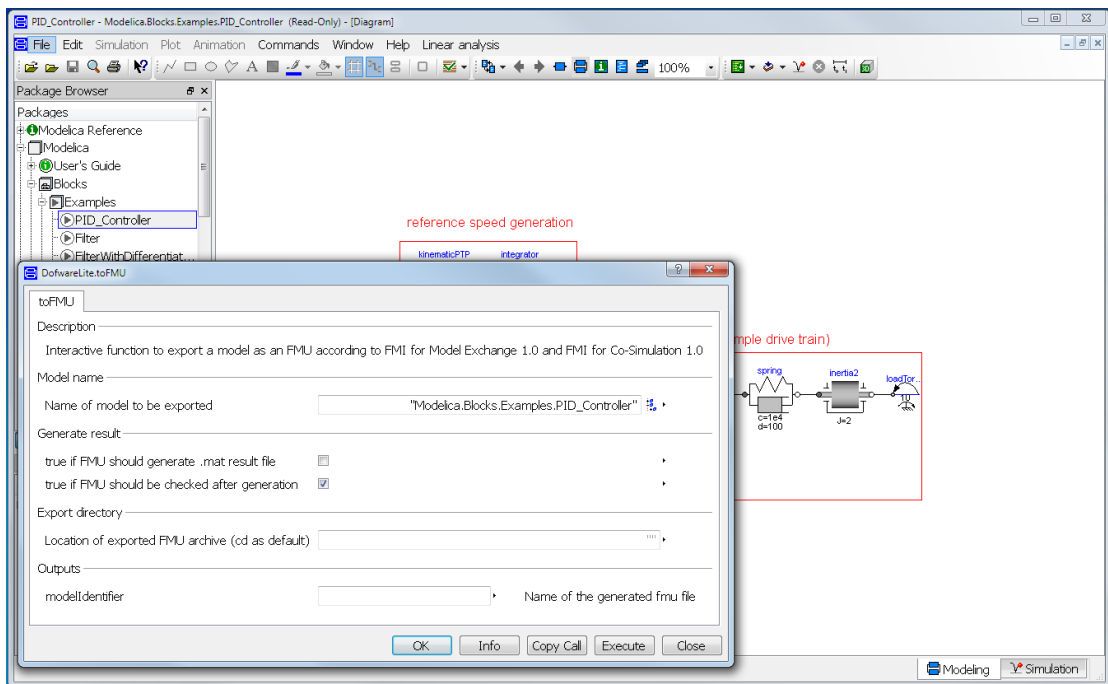 PID_Controller - Modelica.Blocks.Examples.PID_Controller (Read-Only) - [Diagram]
File Edit Simulation Plot Animation Commands Window Help Linear analysis
100%
Package Browser
Packages
Modelica Reference
Modelica
User's Guide
Blocks
Examples
PID_Controller
Filter
FilterWithDifferentiat...
reference speed generation
kinematicPTP integrator
DofwareLite.toFMU
toFMU
Description
Interactive function to export a model as an FMU according to FMI for Model Exchange 1.0 and FMI for Co-Simulation 1.0
Model name
Name of model to be exported "Modelica.Blocks.Examples.PID_Controller"
Generate result
true if FMU should generate .mat result file
true if FMU should be checked after generation
Export directory
Location of exported FMU archive (cd as default) ""
Outputs
modelIdentifier Name of the generated fmu file
OK Info Copy Call Execute Close
mple drive train)
spring inertia2 loadTor...
c=1e4
d=100
J=2
Modeling Simulation